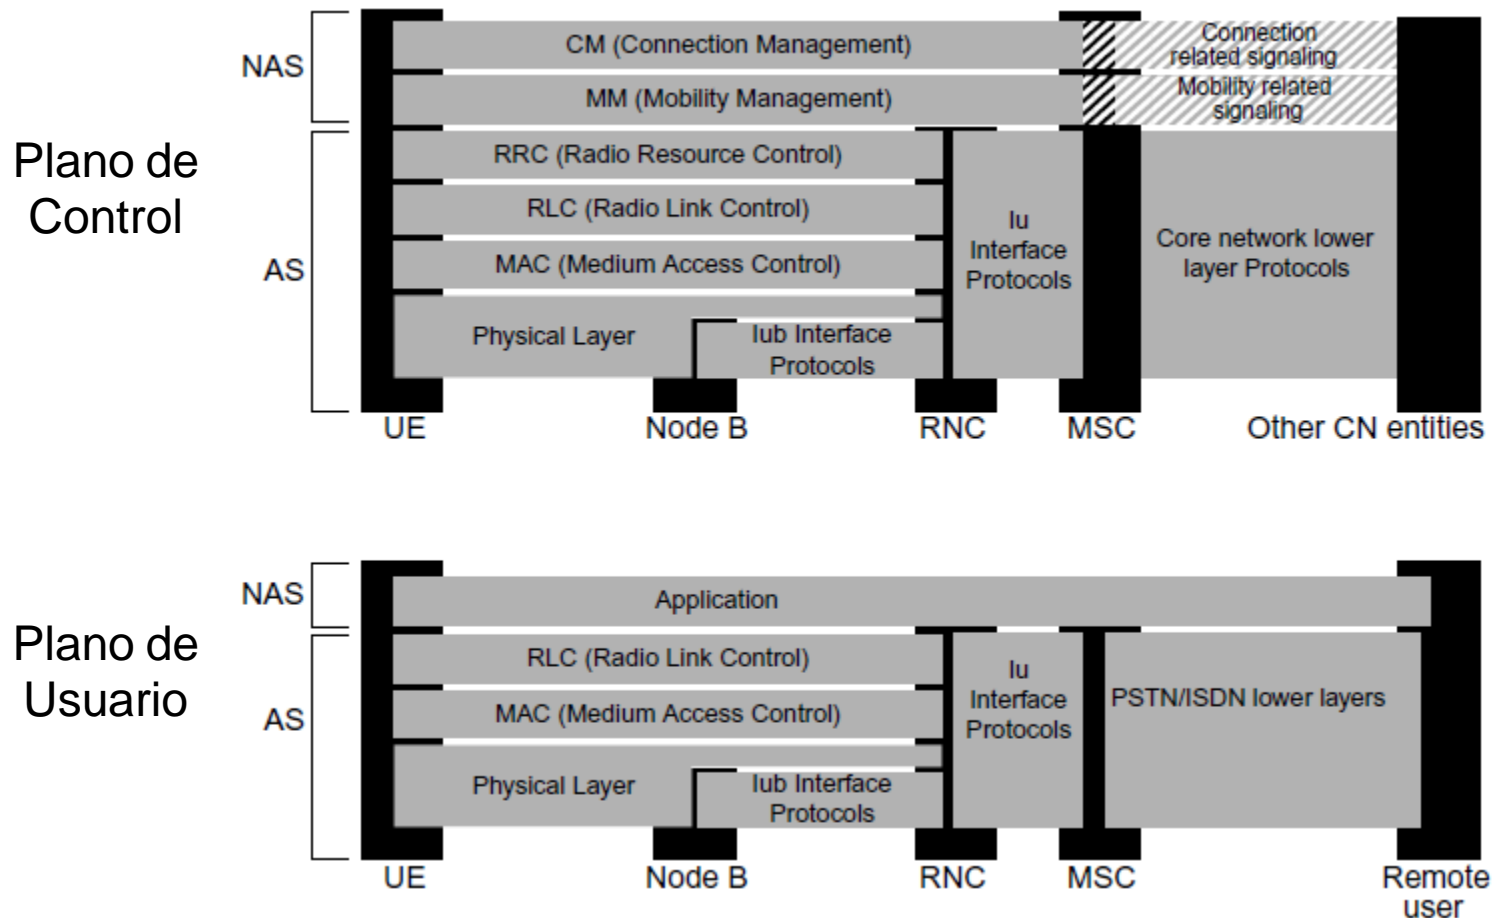 Plano de
Control
NAS
CM (Connection Management)
Connection
related signaling
MM (Mobility Management)
Mobility related
signaling
AS
RRC (Radio Resource Control)
RLC (Radio Link Control)
MAC (Medium Access Control)
Physical Layer
Iub Interface
Protocols
Iu
Interface
Protocols
Core network lower
layer Protocols
UE
Node B
RNC
MSC
Other CN entities
Plano de
Usuario
NAS
Application
AS
RLC (Radio Link Control)
MAC (Medium Access Control)
Physical Layer
Iub Interface
Protocols
Iu
Interface
Protocols
PSTN/ISDN lower layers
UE
Node B
RNC
MSC
Remote
user